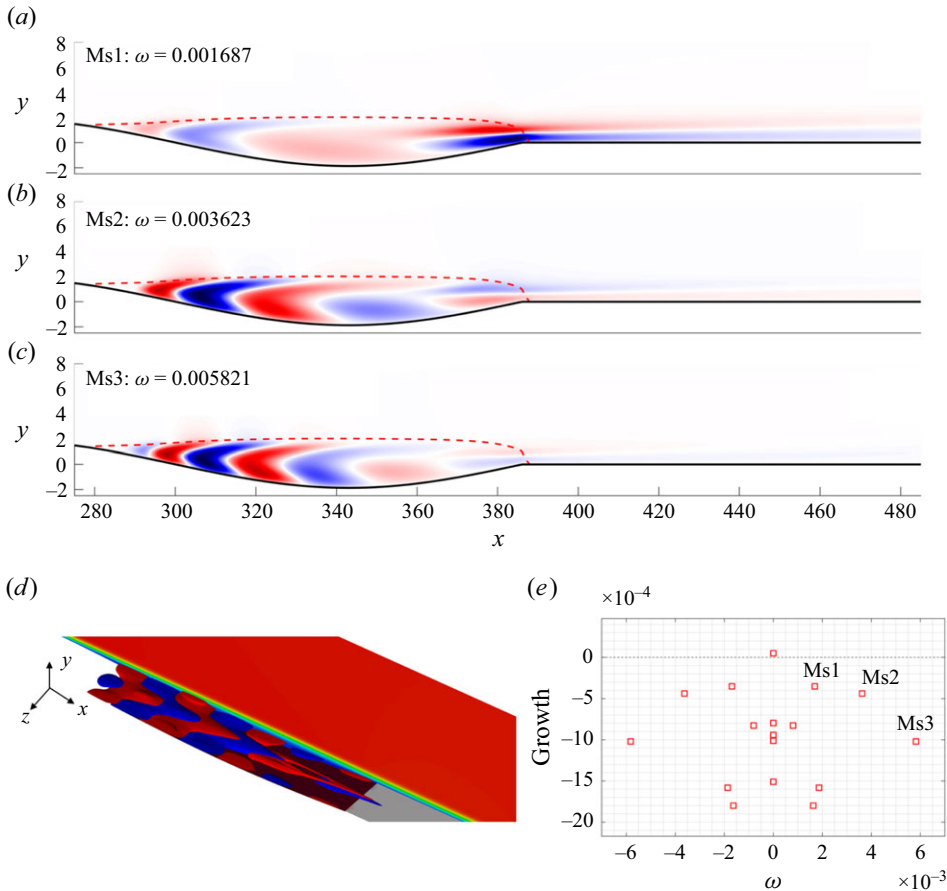 (a)
8
6
4
2
0
–2
y
Ms1: ω = 0.001687
(b)
8
6
4
2
0
–2
y
Ms2: ω = 0.003623
(c)
8
6
4
2
0
–2
y
Ms3: ω = 0.005821
280 300 320 340 360 380 400 420 440 460 480
x
(d)
y
x
z
(e)
×10–4
0
–5
–10
–15
–20
Growth
Ms1
Ms2
Ms3
–6 –4 –2 0 2 4 6
ω
×10–3